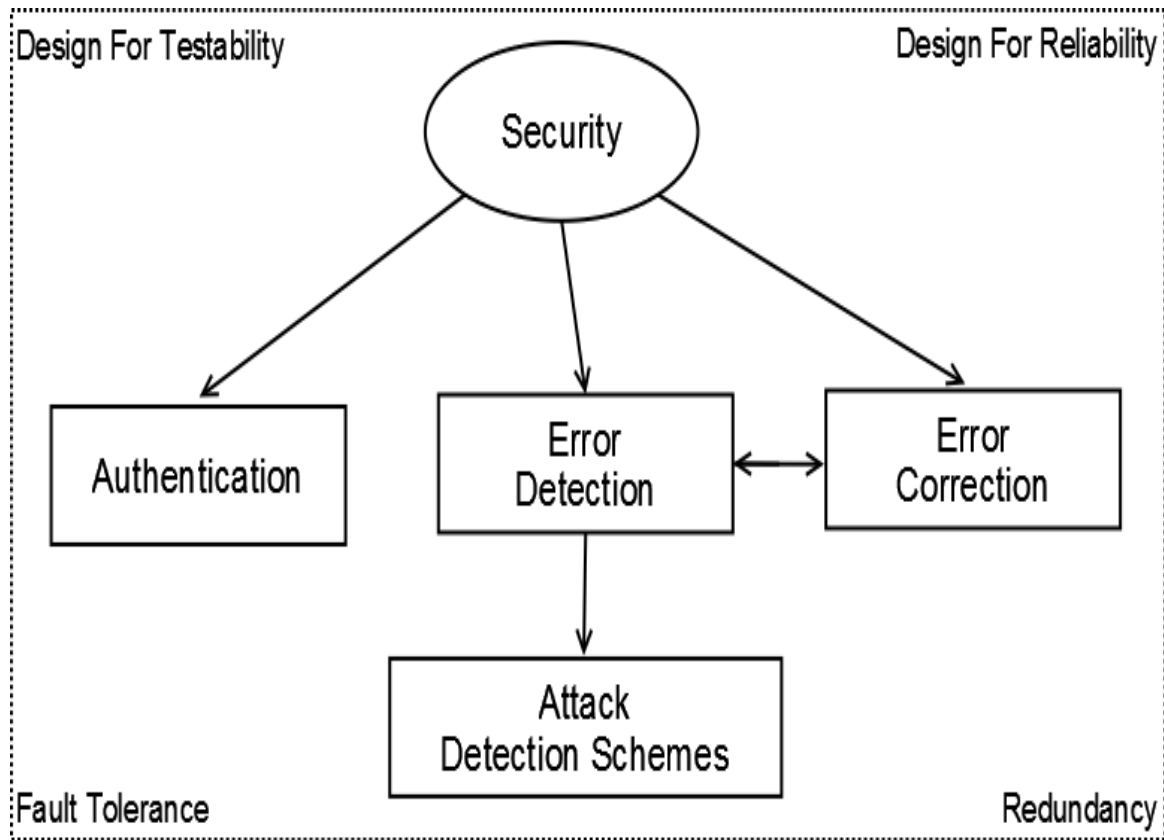 Design For Testability
Design For Reliability
Security
Authentication
Error
Detection
Error
Correction
Attack
Detection Schemes
Fault Tolerance
Redundancy